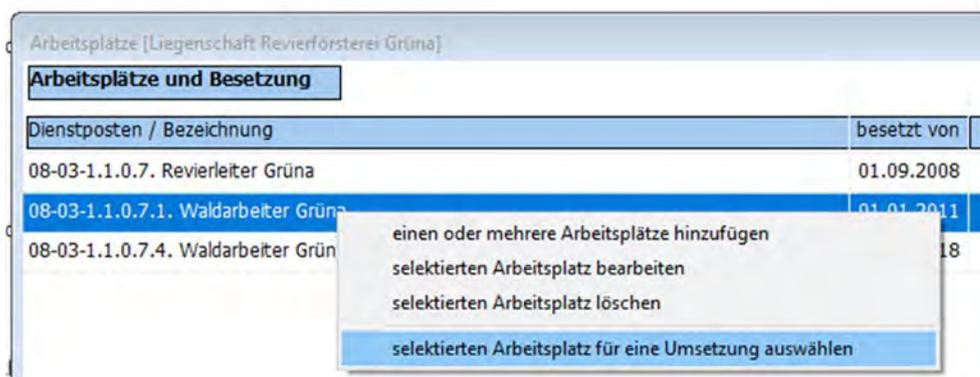 Arbeitsplätze [Liegenschaft Revierförsterei Grüna]
Arbeitsplätze und Besetzung
Dienstposten / Bezeichnung besetzt von
08-03-1.1.0.7. Revierleiter Grüna 01.09.2008
08-03-1.1.0.7.1. Waldarbeiter Grüna 01.01.2011
einen oder mehrere Arbeitsplätze hinzufügen
08-03-1.1.0.7.4. Waldarbeiter Grün 18
selektierten Arbeitsplatz bearbeiten
selektierten Arbeitsplatz löschen
selektierten Arbeitsplatz für eine Umsetzung auswählen